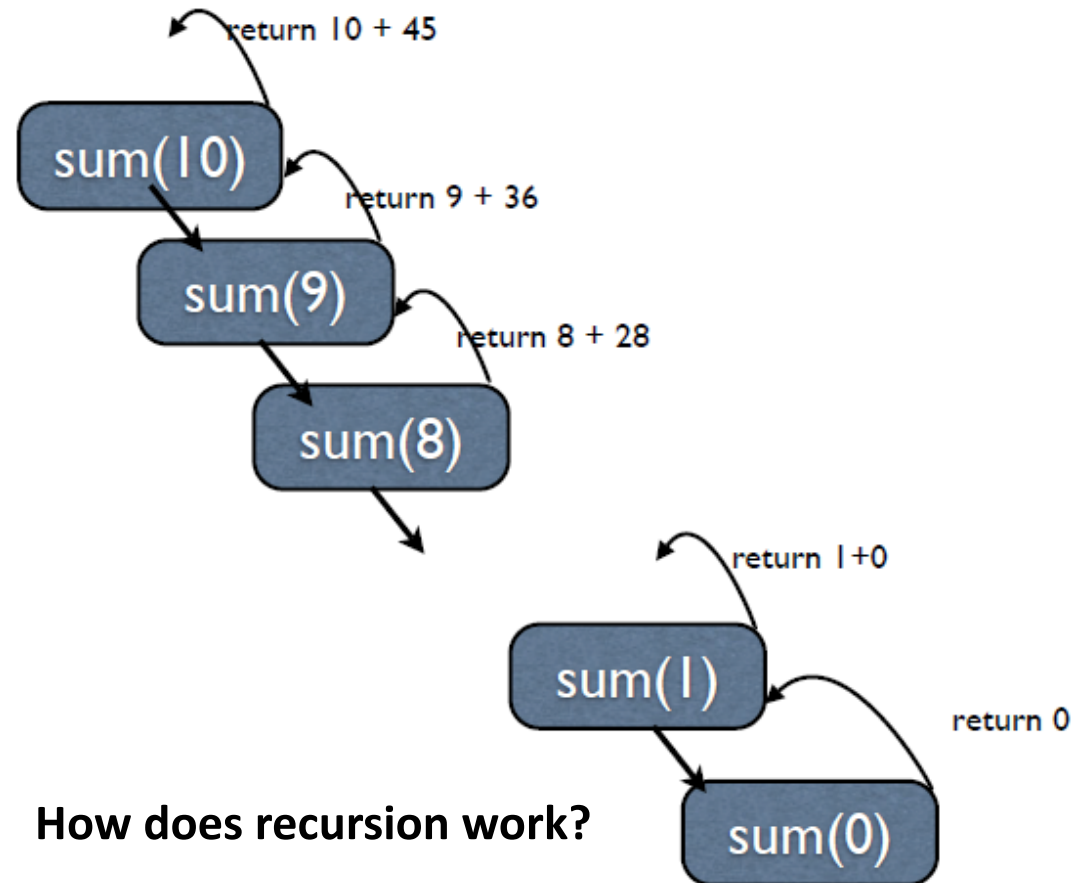 return 10 + 45
sum(10)
return 9 + 36
sum(9)
return 8 + 28
sum(8)
return 1+0
sum(1)
return 0
How does recursion work?
sum(0)